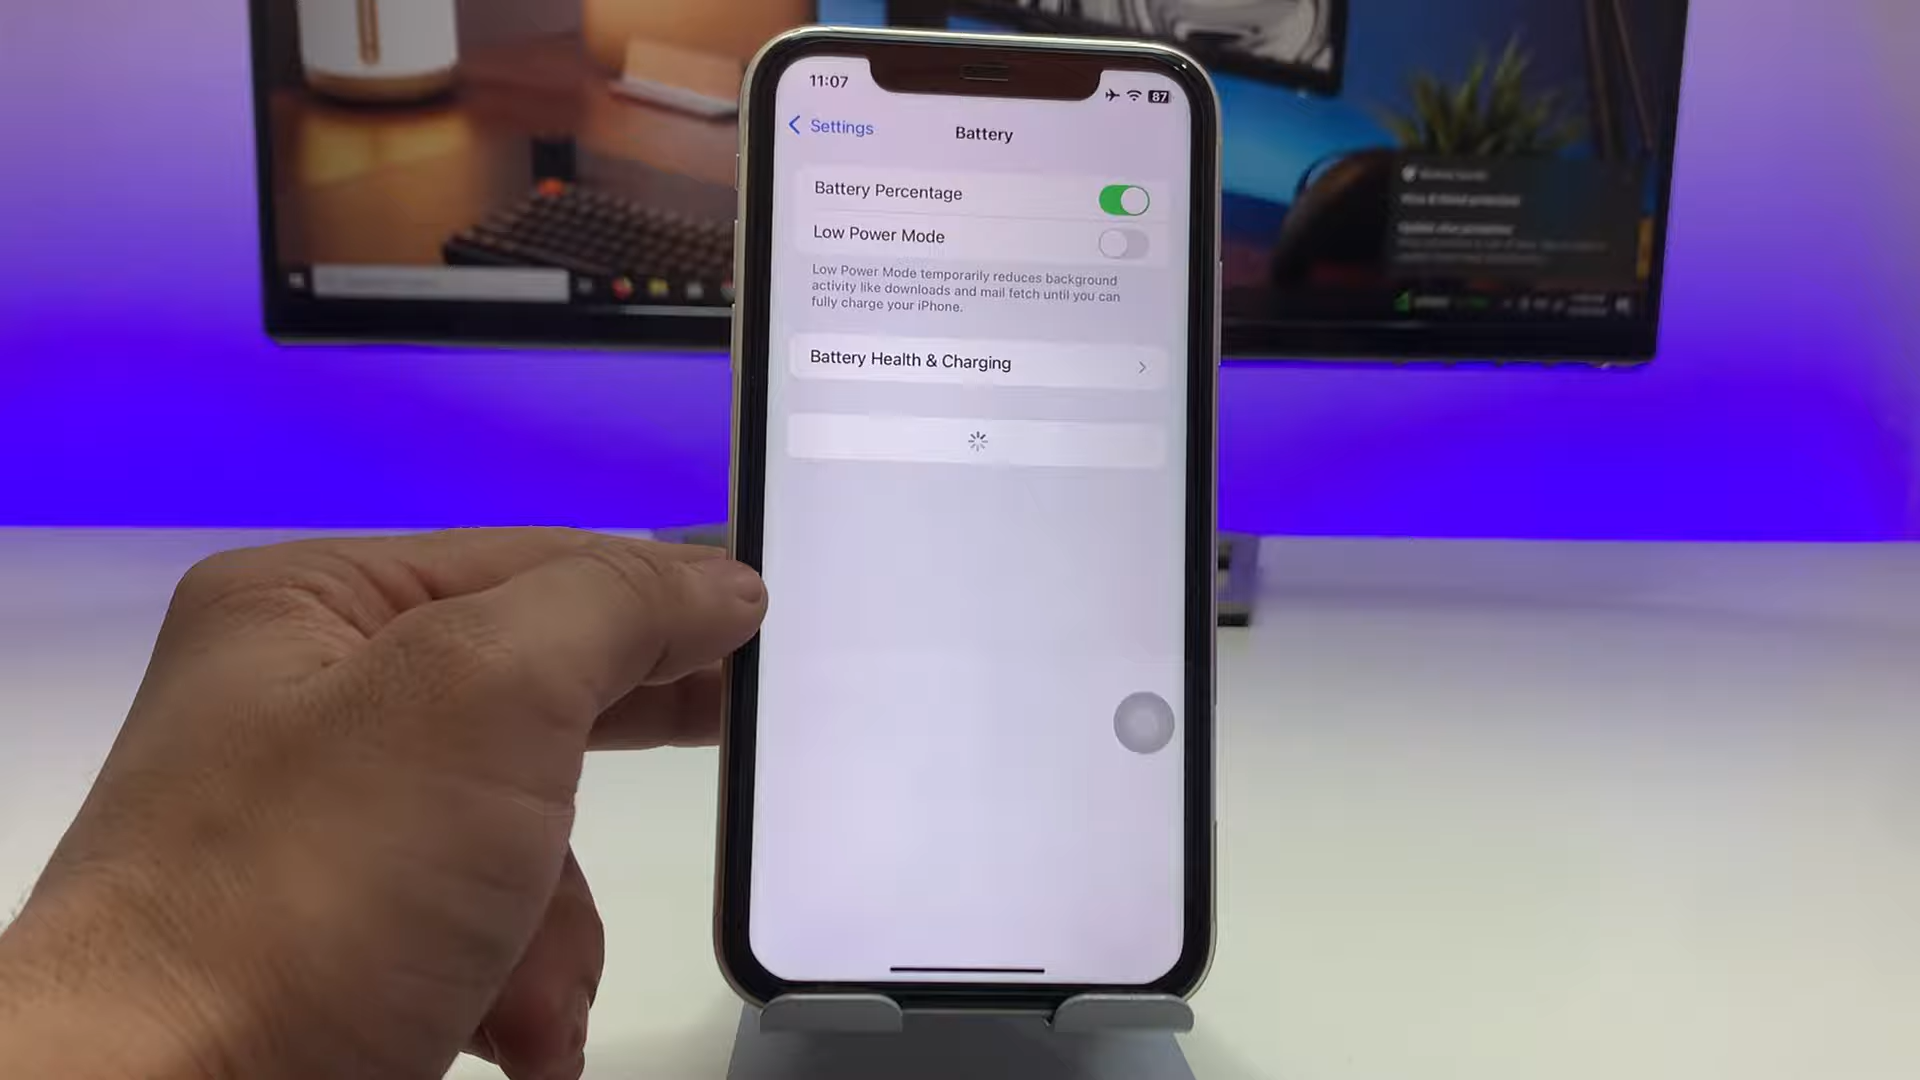 11:07
87
Settings
Battery
Battery Percentage
Low Power Mode
Low Power Mode temporarily reduces background
activity like downloads and mail fetch until you can
fully charge your iPhone.
Battery Health & Charging